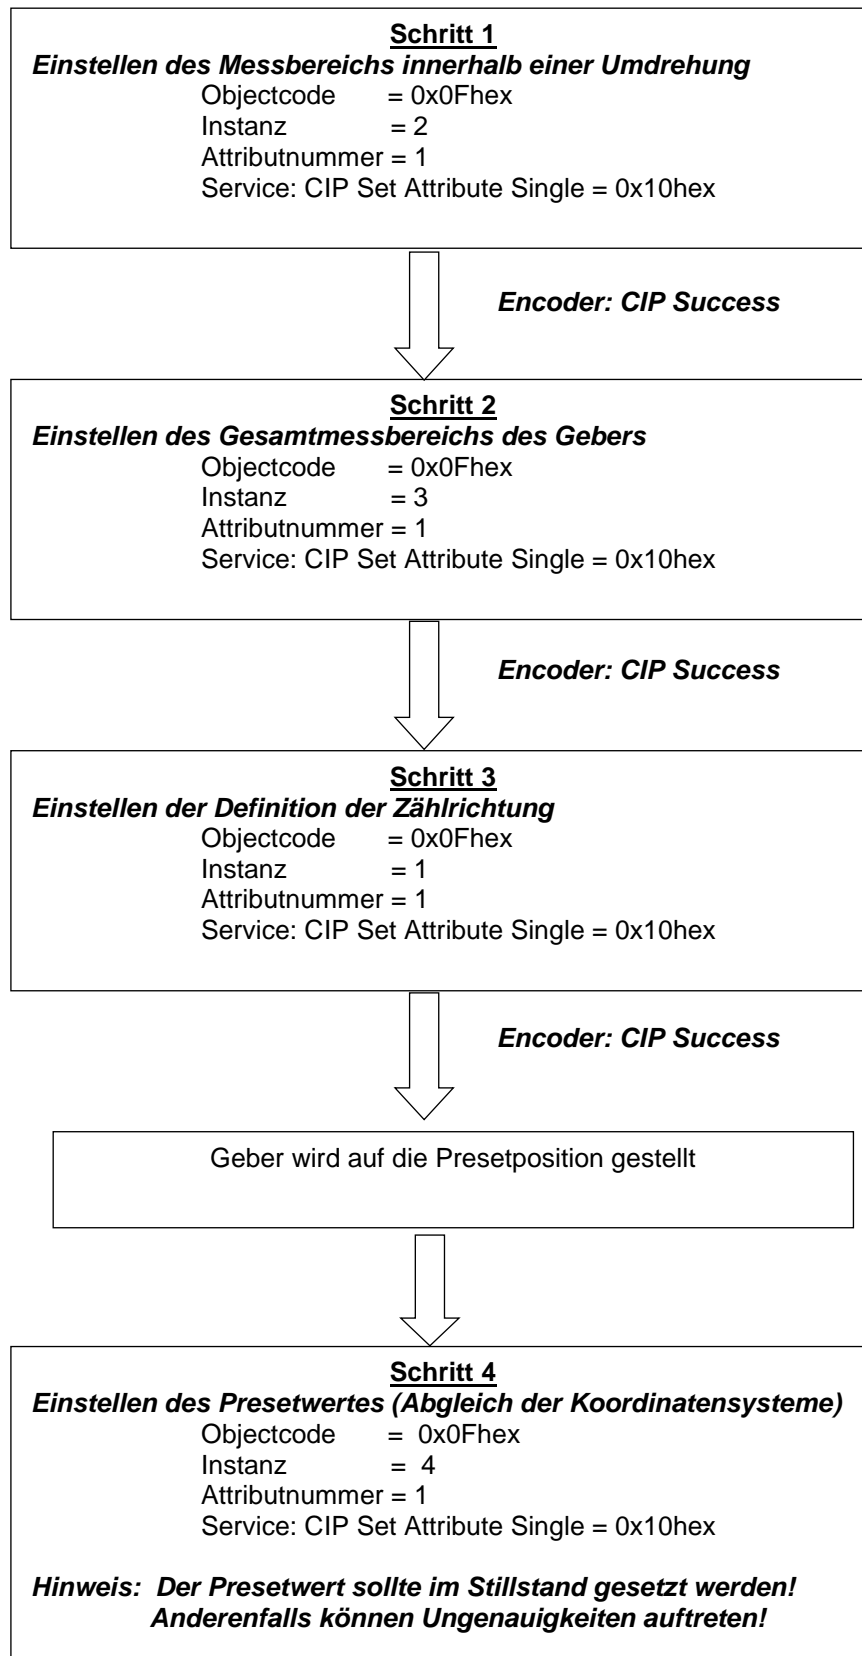 Schritt 1
Einstellen des Messbereichs innerhalb einer Umdrehung
Objectcode = 0x0Fhex
Instanz = 2
Attributnummer = 1
Service: CIP Set Attribute Single = 0x10hex
Encoder: CIP Success
Schritt 2
Einstellen des Gesamtmessbereichs des Gebers
Objectcode = 0x0Fhex
Instanz = 3
Attributnummer = 1
Service: CIP Set Attribute Single = 0x10hex
Encoder: CIP Success
Schritt 3
Einstellen der Definition der Zählrichtung
Objectcode = 0x0Fhex
Instanz = 1
Attributnummer = 1
Service: CIP Set Attribute Single = 0x10hex
Encoder: CIP Success
Geber wird auf die Presetposition gestellt
Schritt 4
Einstellen des Presetwertes (Abgleich der Koordinatensysteme)
Objectcode = 0x0Fhex
Instanz = 4
Attributnummer = 1
Service: CIP Set Attribute Single = 0x10hex
Hinweis: Der Presetwert sollte im Stillstand gesetzt werden!
Anderenfalls können Ungenauigkeiten auftreten!